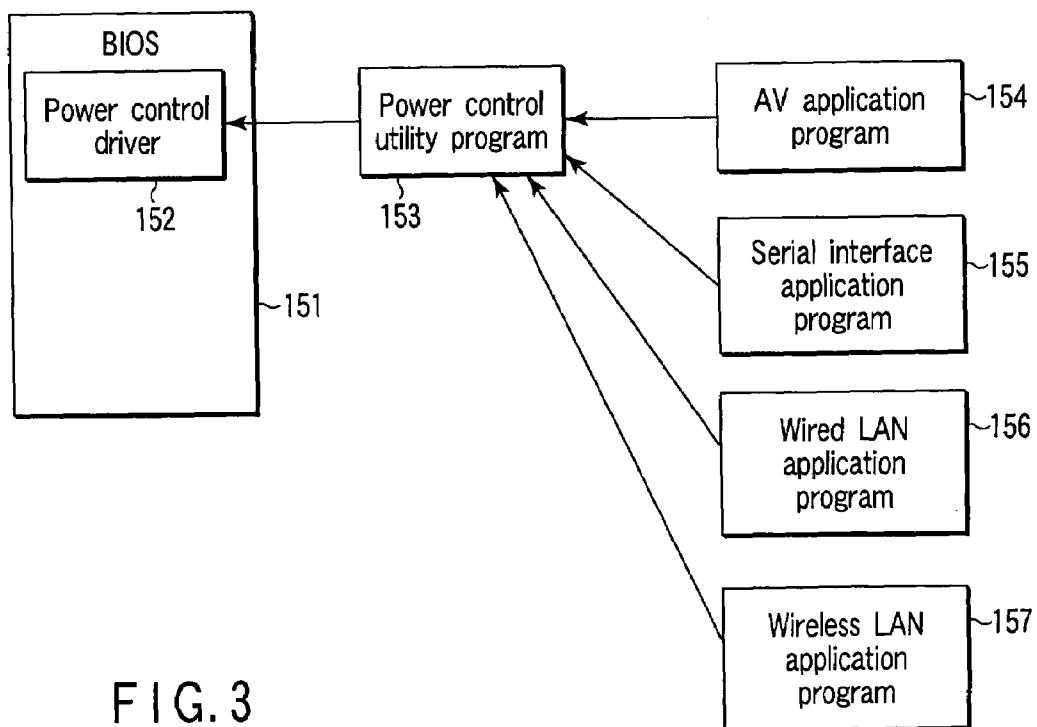 BIOS
Power control
driver
152
151
Power control
utility program
153
AV application
program
154
Serial interface
application
program
155
Wired LAN
application
program
156
Wireless LAN
application
program
157
FIG. 3